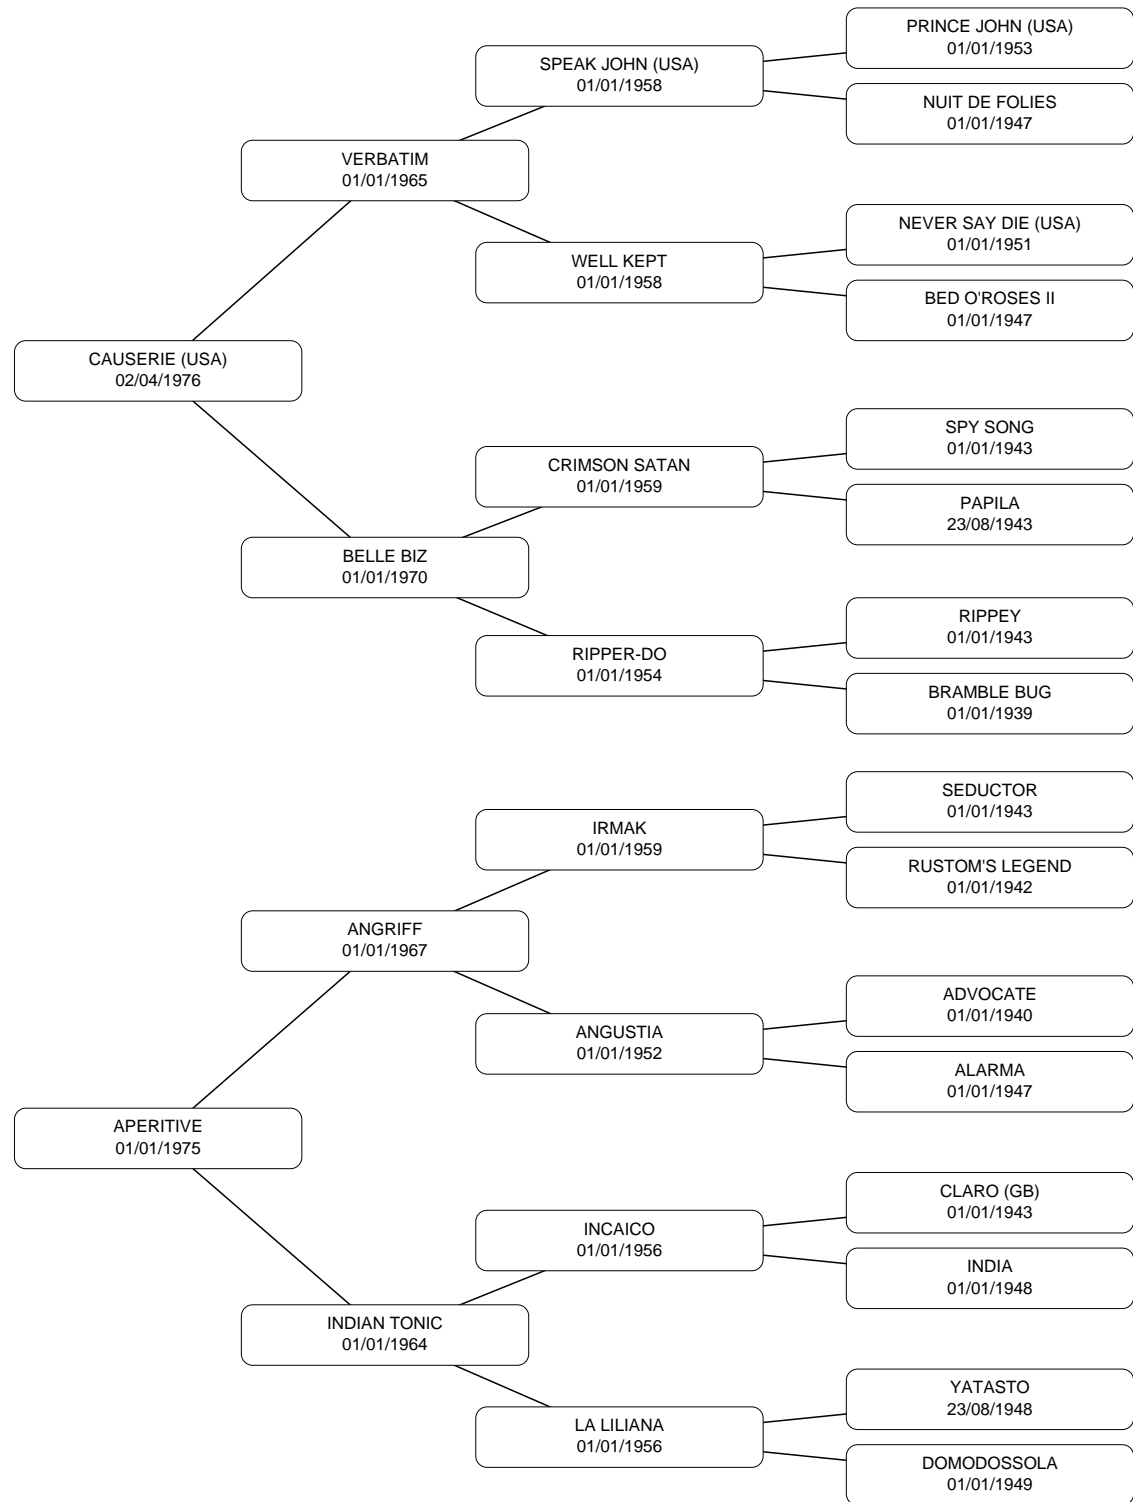 PRINCE JOHN (USA)
01/01/1953
SPEAK JOHN (USA)
01/01/1958
NUIT DE FOLIES
01/01/1947
VERBATIM
01/01/1965
NEVER SAY DIE (USA)
01/01/1951
WELL KEPT
01/01/1958
BED O'ROSES II
01/01/1947
CAUSERIE (USA)
02/04/1976
SPY SONG
01/01/1943
CRIMSON SATAN
01/01/1959
PAPILA
23/08/1943
BELLE BIZ
01/01/1970
RIPPEY
01/01/1943
RIPPER-DO
01/01/1954
BRAMBLE BUG
01/01/1939
SEDUCTOR
01/01/1943
IRMAK
01/01/1959
RUSTOM'S LEGEND
01/01/1942
ANGRIFF
01/01/1967
ADVOCATE
01/01/1940
ANGUSTIA
01/01/1952
ALARMA
01/01/1947
APERITIVE
01/01/1975
CLARO (GB)
01/01/1943
INCAICO
01/01/1956
INDIA
01/01/1948
INDIAN TONIC
01/01/1964
YATASTO
23/08/1948
LA LILIANA
01/01/1956
DOMODOSSOLA
01/01/1949